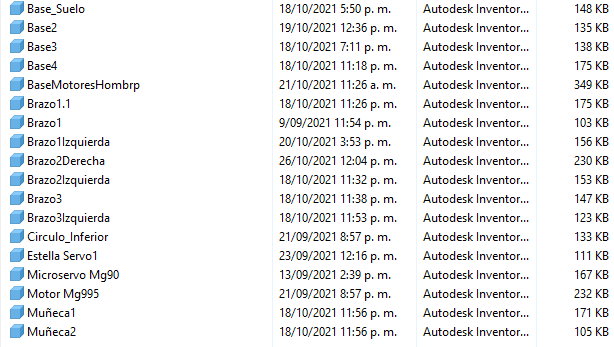 Base_Suelo 18/10/2021 5:50 p. m. Autodesk Inventor... 148 KB
Base2 19/10/2021 12:36 p. m. Autodesk Inventor... 135 KB
Base3 18/10/2021 7:11 p. m. Autodesk Inventor... 138 KB
Base4 18/10/2021 11:18 p. m. Autodesk Inventor... 175 KB
BaseMotoresHombrp 21/10/2021 11:26 a. m. Autodesk Inventor... 349 KB
Brazo1.1 18/10/2021 11:26 p. m. Autodesk Inventor... 175 KB
Brazo1 9/09/2021 11:54 p. m. Autodesk Inventor... 103 KB
Brazo1Izquierda 20/10/2021 3:53 p. m. Autodesk Inventor... 156 KB
Brazo2Derecha 26/10/2021 12:04 p. m. Autodesk Inventor... 230 KB
Brazo2Izquierda 18/10/2021 11:32 p. m. Autodesk Inventor... 153 KB
Brazo3 18/10/2021 11:38 p. m. Autodesk Inventor... 147 KB
Brazo3Izquierda 18/10/2021 11:53 p. m. Autodesk Inventor... 123 KB
Circulo_Inferior 21/09/2021 8:57 p. m. Autodesk Inventor... 133 KB
Estella Servo1 23/09/2021 12:16 p. m. Autodesk Inventor... 111 KB
Microservo Mg90 13/09/2021 2:39 p. m. Autodesk Inventor... 167 KB
Motor Mg995 21/09/2021 8:57 p. m. Autodesk Inventor... 232 KB
Muñeca1 18/10/2021 11:56 p. m. Autodesk Inventor... 171 KB
Muñeca2 18/10/2021 11:56 p. m. Autodesk Inventor... 105 KB